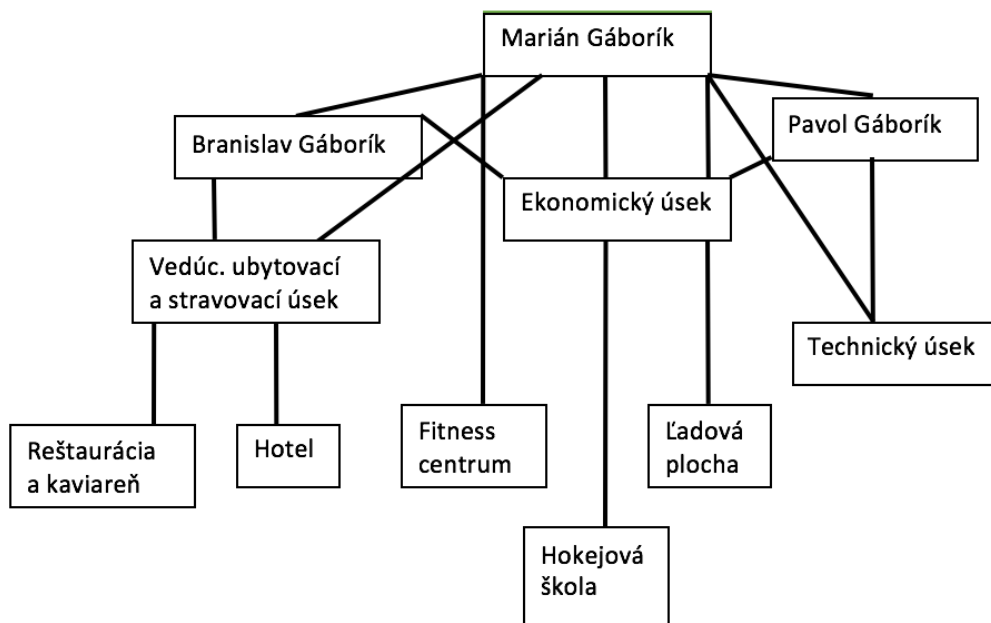 Marián Gáborík
Branislav Gáborík
Pavol Gáborík
Ekonomický úsek
Vedúc. ubytovací
a stravovací úsek
Technický úsek
Reštaurácia
a kaviareň
Hotel
Fitness
centrum
Ľadová
plocha
Hokejová
škola